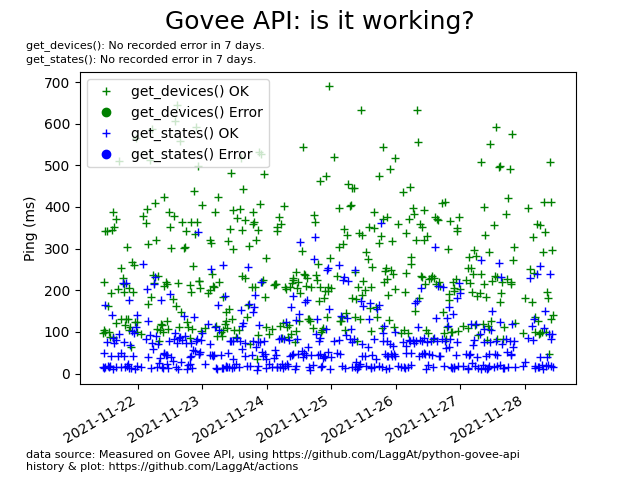 Govee API: is it working?
get_devices(): No recorded error in 7 days.
get_states(): No recorded error in 7 days.
get_devices() OK
get_devices() Error
get_states() OK
get_states() Error
Ping (ms)
700
600
500
400
300
200
100
0
2021-11-22
2021-11-23
2021-11-24
2021-11-25
2021-11-26
2021-11-27
2021-11-28
data source: Measured on Govee API, using https://github.com/LaggAt/python-govee-api
history & plot: https://github.com/LaggAt/actions